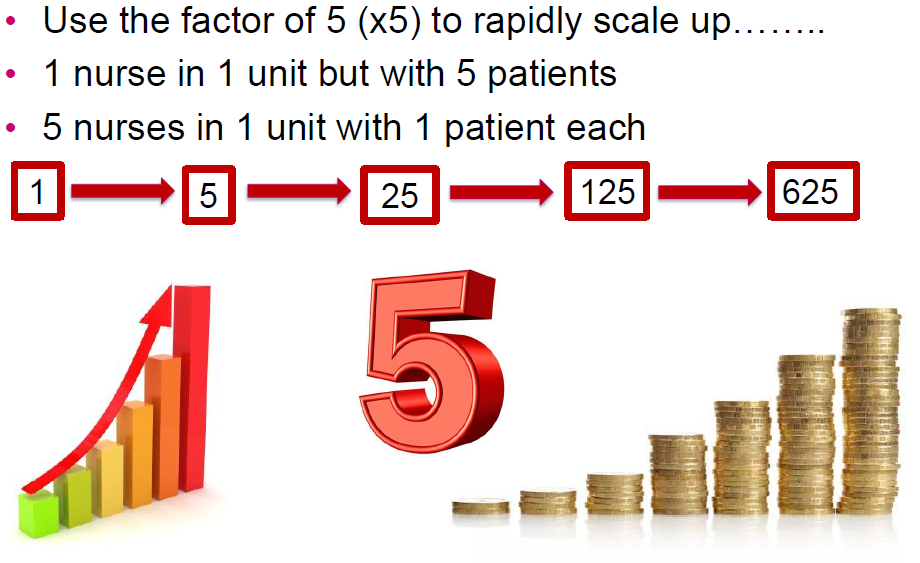 • Use the factor of 5 (x5) to rapidly scale up........
• 1 nurse in 1 unit but with 5 patients
• 5 nurses in 1 unit with 1 patient each
1 5 25 125 625
5